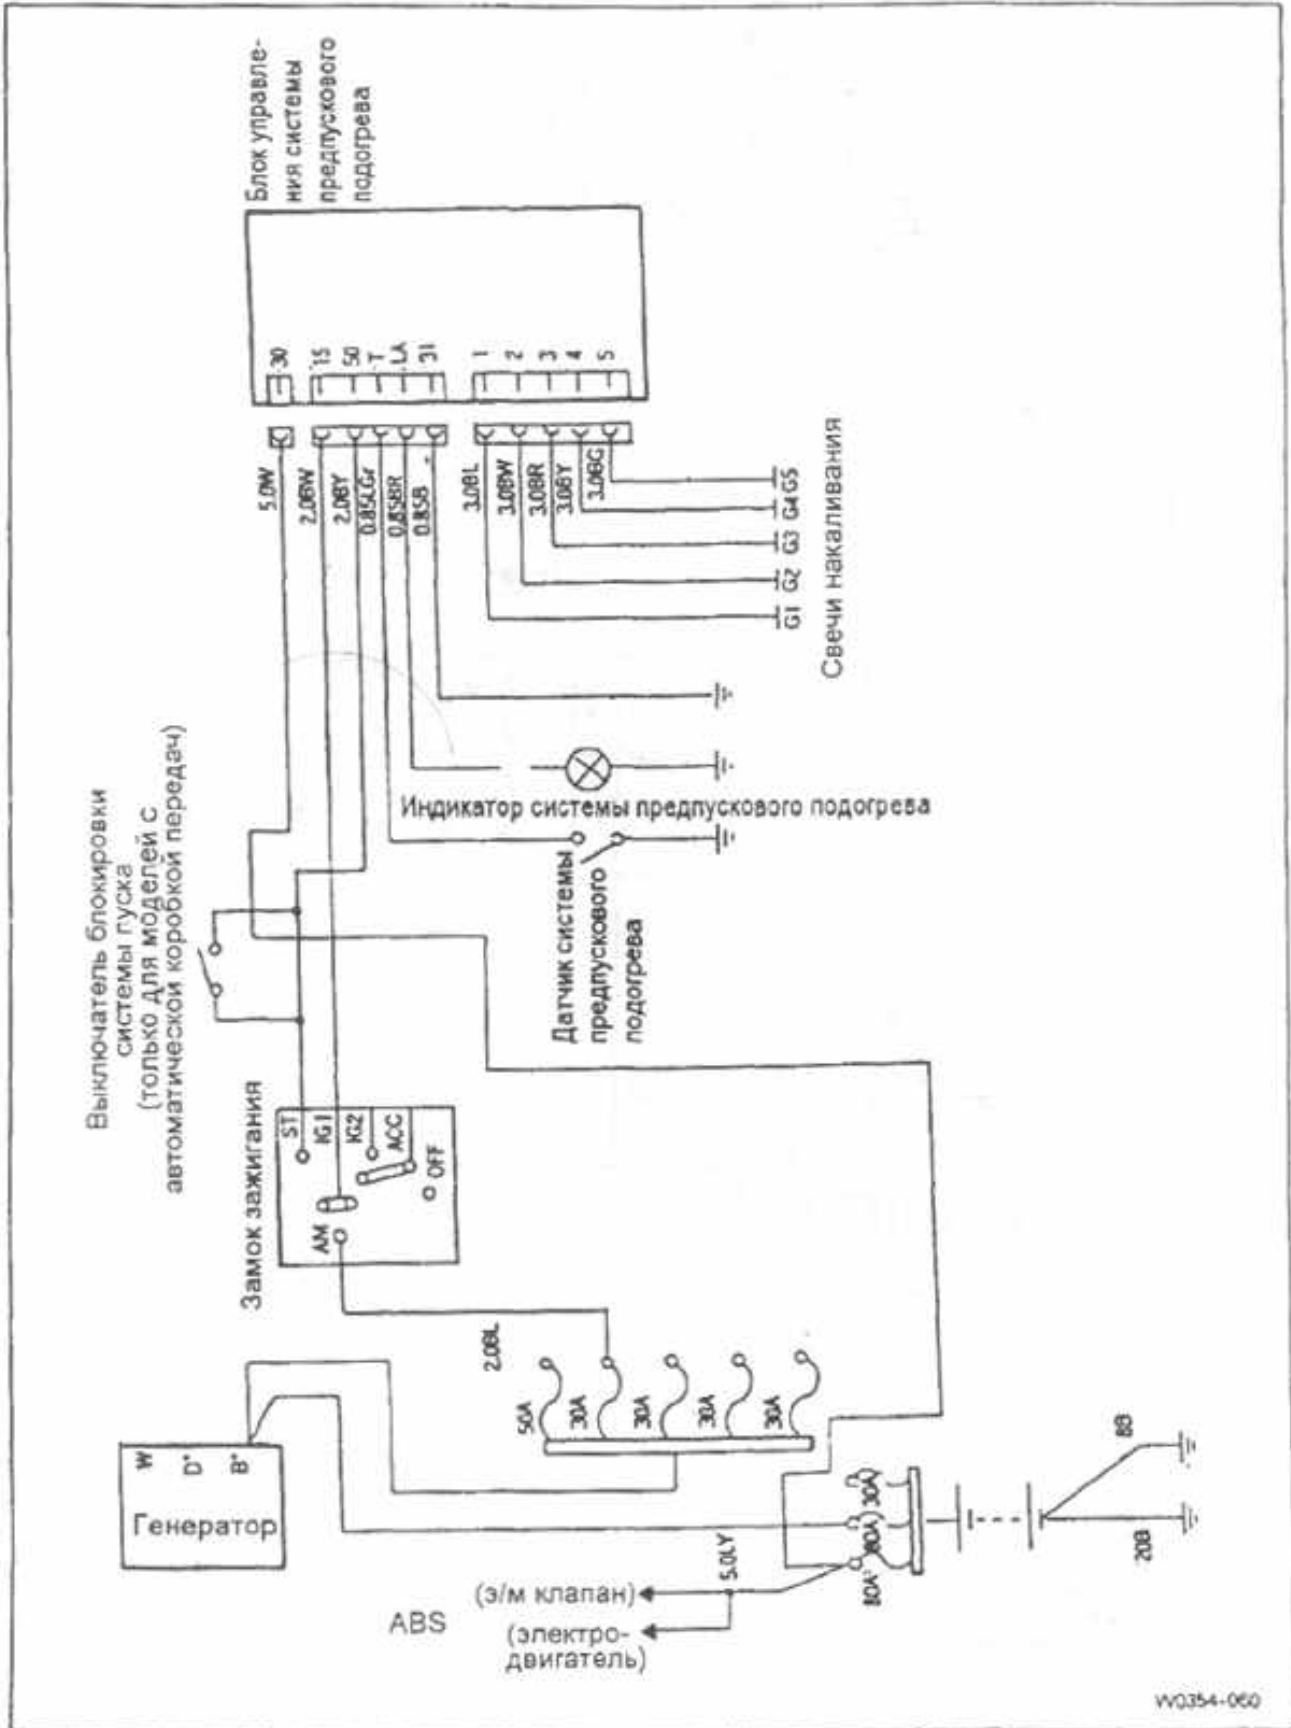 Блок управле-
ния системы
предпускового
подогрева
30
15
50
T
LA
31
1
2
3
4
5
5.0W
2.0BW
2.0BY
0.85LG
0.85BR
0.85B
3.0BL
3.0BW
3.0BR
3.0BY
3.0BG
G1
G2
G3
G4
G5
Свечи накаливания
Выключатель блокировки
системы пуска
(только для моделей с
автоматической коробкой передач)
Индикатор системы предпускового подогрева
Датчик системы
предпускового
подогрева
Замок зажигания
ST
IG1
IG2
ACC
OFF
AM
2.0BL
50A
30A
30A
30A
30A
W
D+
B+
Генератор
80A
80A
30A
5.0LY
ABS
(э/м клапан)
(электро-
двигатель)
8B
20B
W0354-060